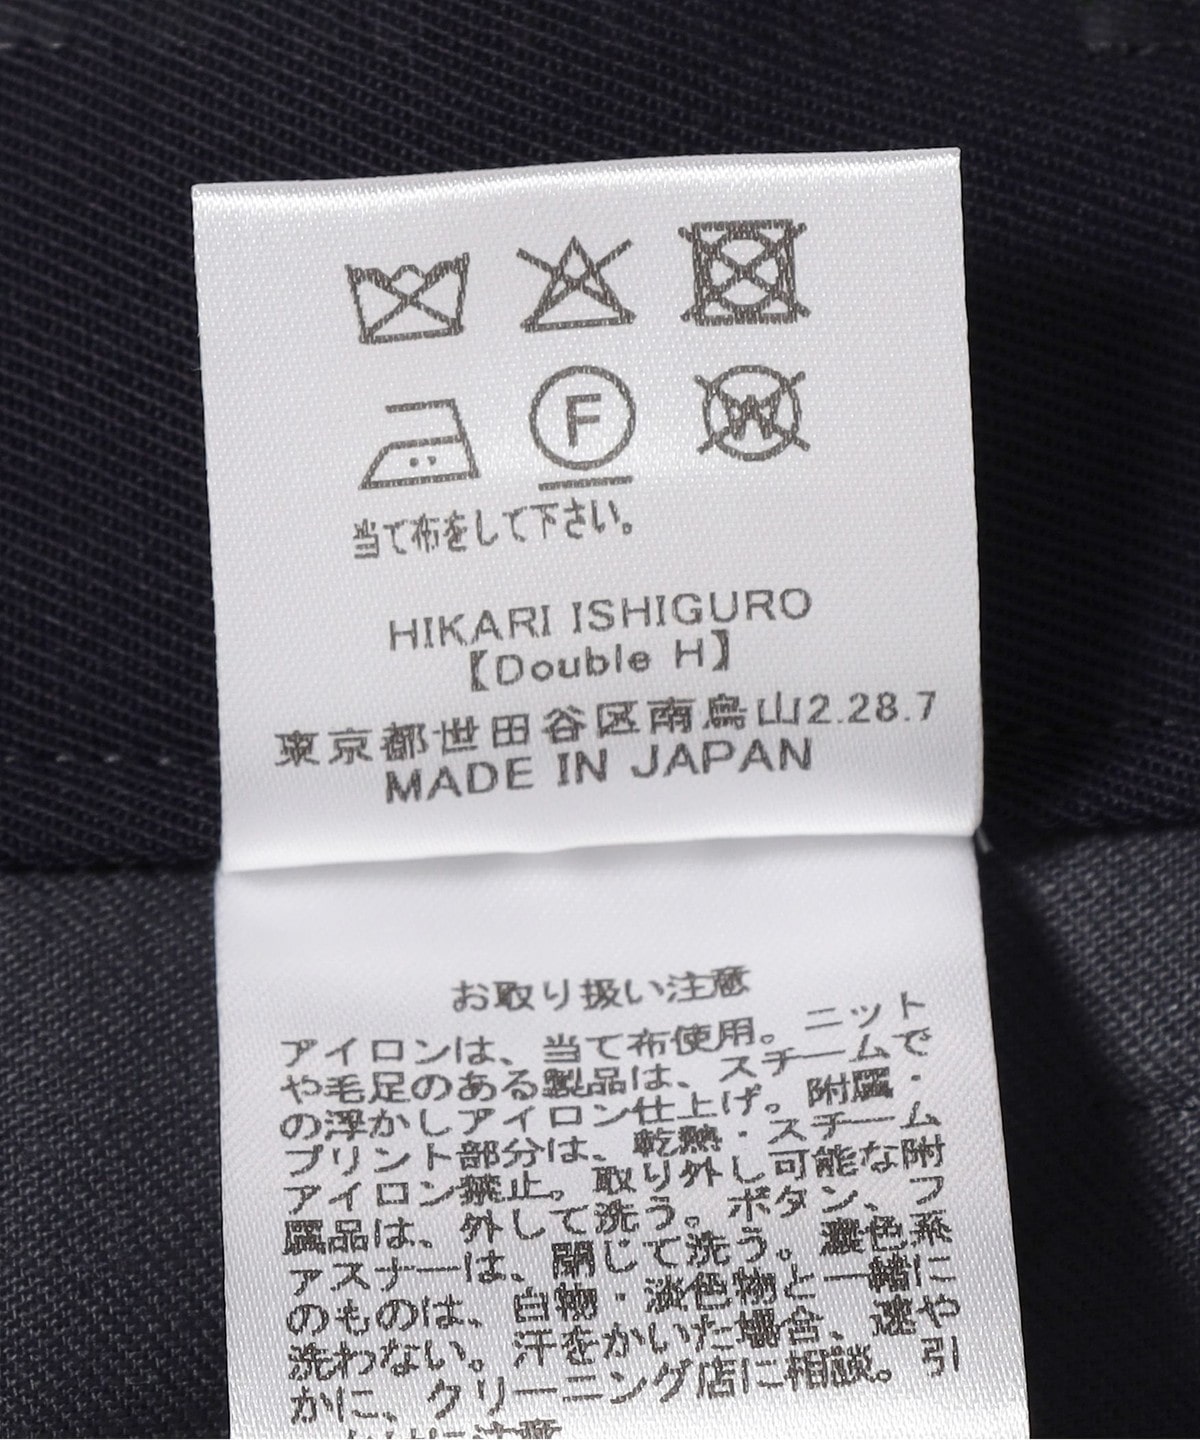 F
W
当て布をして下さい。
HIKARI ISHIGURO
【Double H】
東京都世田谷区南烏山2.28.7
MADE IN JAPAN
お取り扱い注意
アイロンは、当て布使用。ニット
や毛足のある製品は、スチームで
の浮かしアイロン仕上げ。附属・
プリント部分は、乾熱・スチーム
アイロン禁止。取り外し可能な附
属品は、外して洗う。ボタン、フ
ァスナーは、閉じて洗う。濃色系
のものは、白物・淡色物と一緒に
洗わない。汗をかいた場合、速や
かに、クリーニング店に相談。引